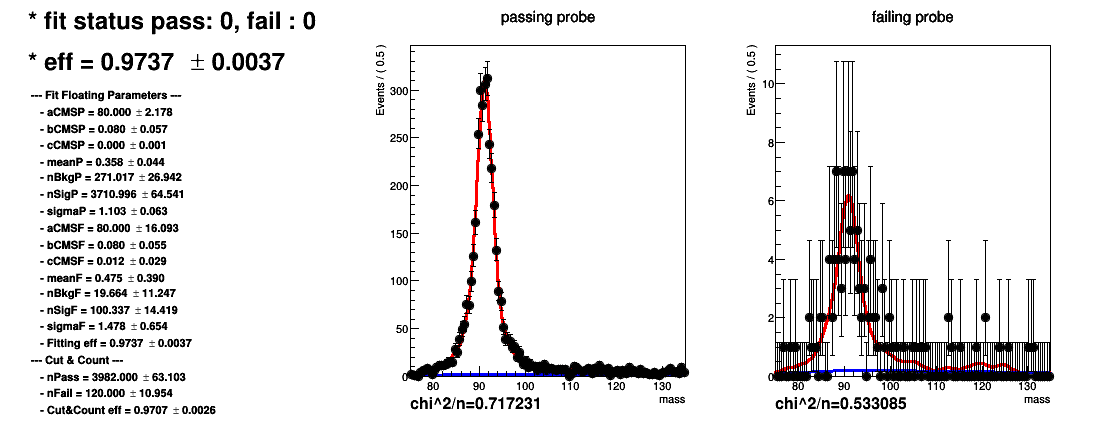 * fit status pass: 0, fail : 0
* eff = 0.9737 ± 0.0037
--- Fit Floating Parameters ---
- aCMSP = 80.000 ± 2.178
- bCMSP = 0.080 ± 0.057
- cCMSP = 0.000 ± 0.001
- meanP = 0.358 ± 0.044
- nBkgP = 271.017 ± 26.942
- nSigP = 3710.996 ± 64.541
- sigmaP = 1.103 ± 0.063
- aCMSF = 80.000 ± 16.093
- bCMSF = 0.080 ± 0.055
- cCMSF = 0.012 ± 0.029
- meanF = 0.475 ± 0.390
- nBkgF = 19.664 ± 11.247
- nSigF = 100.337 ± 14.419
- sigmaF = 1.478 ± 0.654
- Fitting eff = 0.9737 ± 0.0037
--- Cut & Count ---
- nPass = 3982.000 ± 63.103
- nFail = 120.000 ± 10.954
- Cut&Count eff = 0.9707 ± 0.0026
passing probe
Events / ( 0.5 )
300
250
200
150
100
50
0
80 90 100 110 120 130
mass
chi^2/n=0.717231
failing probe
Events / ( 0.5 )
10
8
6
4
2
0
80 90 100 110 120 130
mass
chi^2/n=0.533085